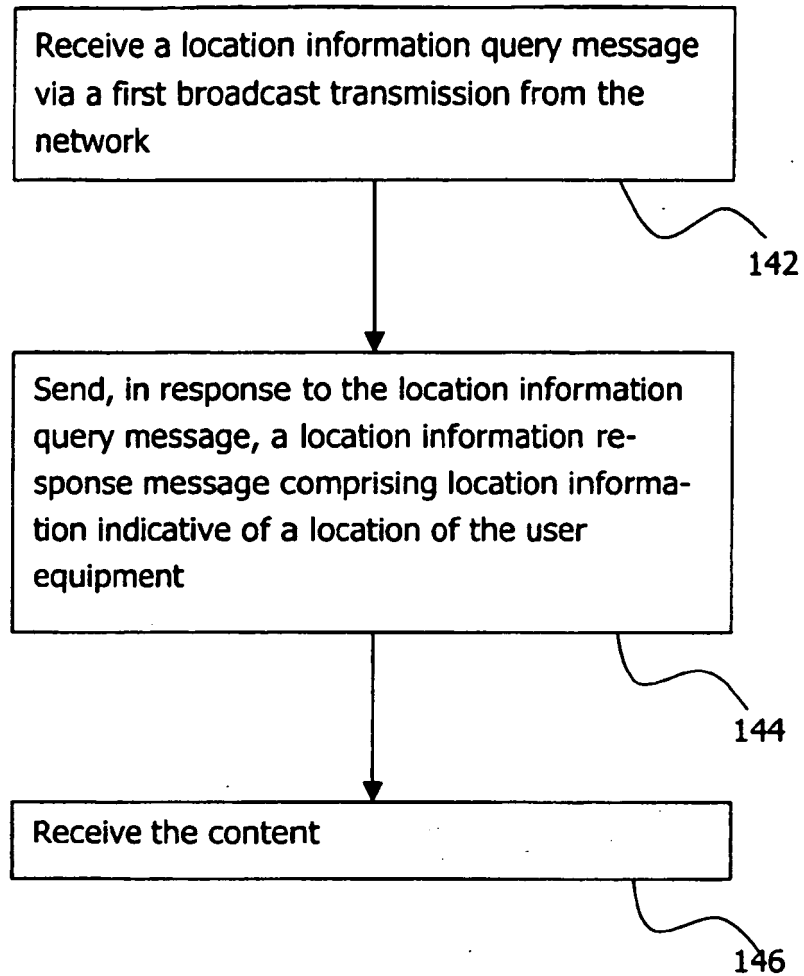 Receive a location information query message
via a first broadcast transmission from the
network
142
Send, in response to the location information
query message, a location information re-
sponse message comprising location informa-
tion indicative of a location of the user
equipment
144
Receive the content
146